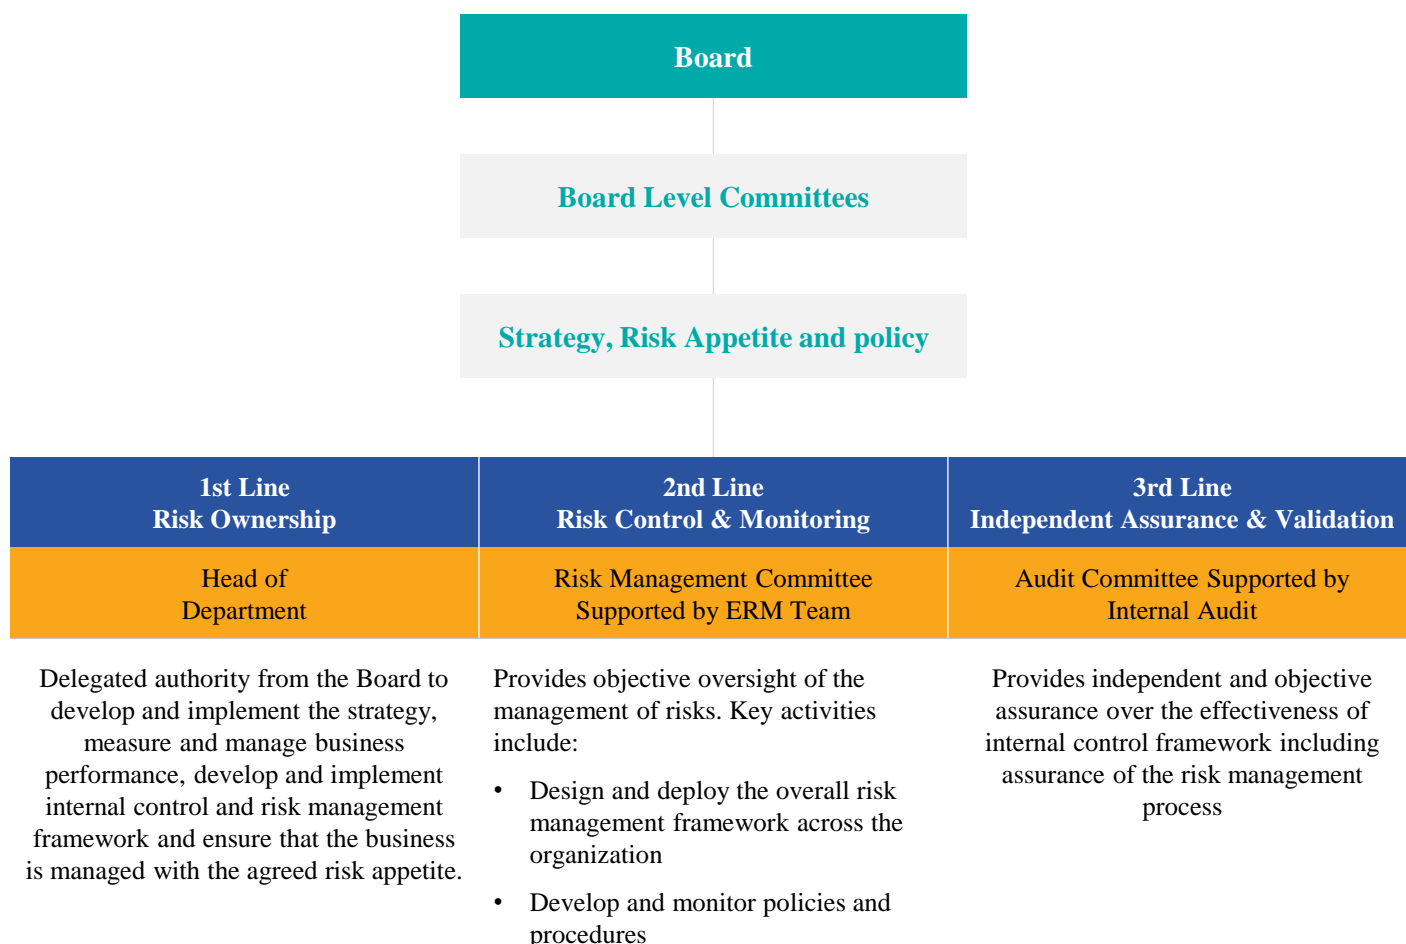 Board
Board Level Committees
Strategy, Risk Appetite and policy
1st Line
Risk Ownership
2nd Line
Risk Control & Monitoring
3rd Line
Independent Assurance & Validation
Head of
Department
Risk Management Committee
Supported by ERM Team
Audit Committee Supported by
Internal Audit
Delegated authority from the Board to
develop and implement the strategy,
measure and manage business
performance, develop and implement
internal control and risk management
framework and ensure that the business
is managed with the agreed risk appetite.
Provides objective oversight of the
management of risks. Key activities
include:
• Design and deploy the overall risk
management framework across the
organization
• Develop and monitor policies and
procedures
Provides independent and objective
assurance over the effectiveness of
internal control framework including
assurance of the risk management
process